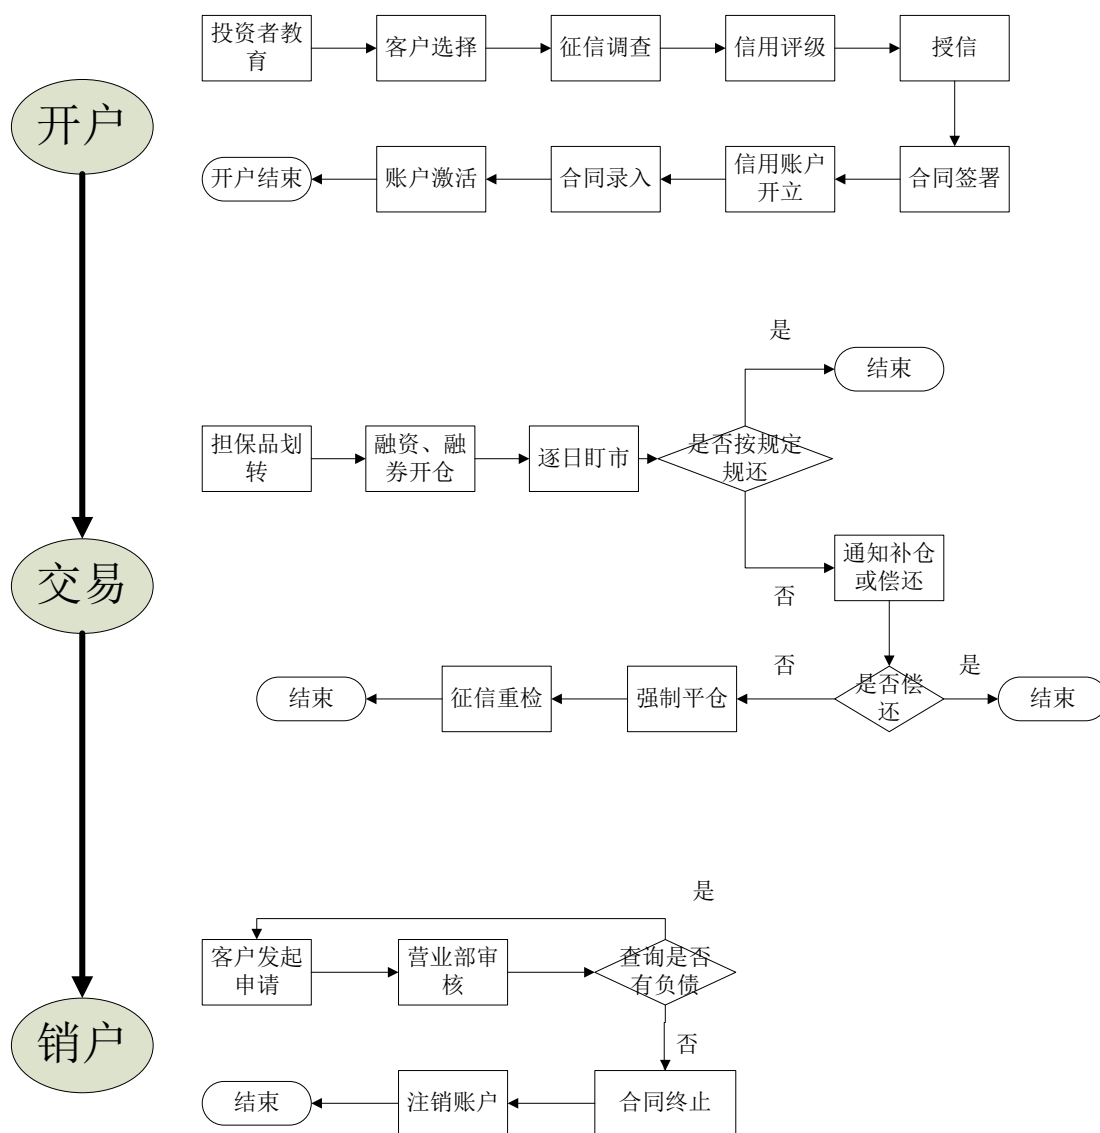 投资者教
育
客户选择
征信调查
信用评级
授信
开户
开户结束
账户激活
合同录入
信用账户
开立
合同签署
是
结束
担保品划
转
融资、融
券开仓
逐日盯市
是否按规定
规还
通知补仓
或偿还
否
交易
结束
征信重检
强制平仓
否
是否偿
还
是
结束
是
客户发起
申请
营业部审
核
查询是否
有负债
否
销户
结束
注销账户
合同终止